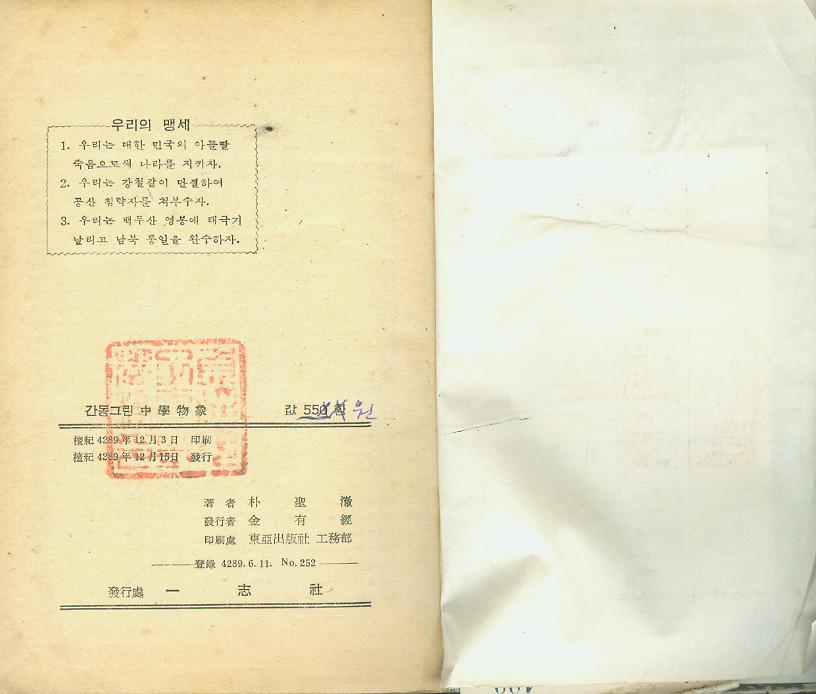 우리의 맹세
1. 우리는 대한 민국의 아들딸
죽음으로써 나라를 지키자.
2. 우리는 강철같이 단결하여
공산 침략자를 쳐부수자.
3. 우리는 백두산 영봉에 태극기
날리고 남북 통일을 완수하자.
간동그린 中學物象 값 550 환 원
檀紀 4289年 12月 3日 印刷
檀紀 4289年 12月 15日 發行
著者 朴聖
發行者 金有經
印刷處 東亞出版社 工務部
登錄 4289. 6. 11. No. 252
發行處 一志社